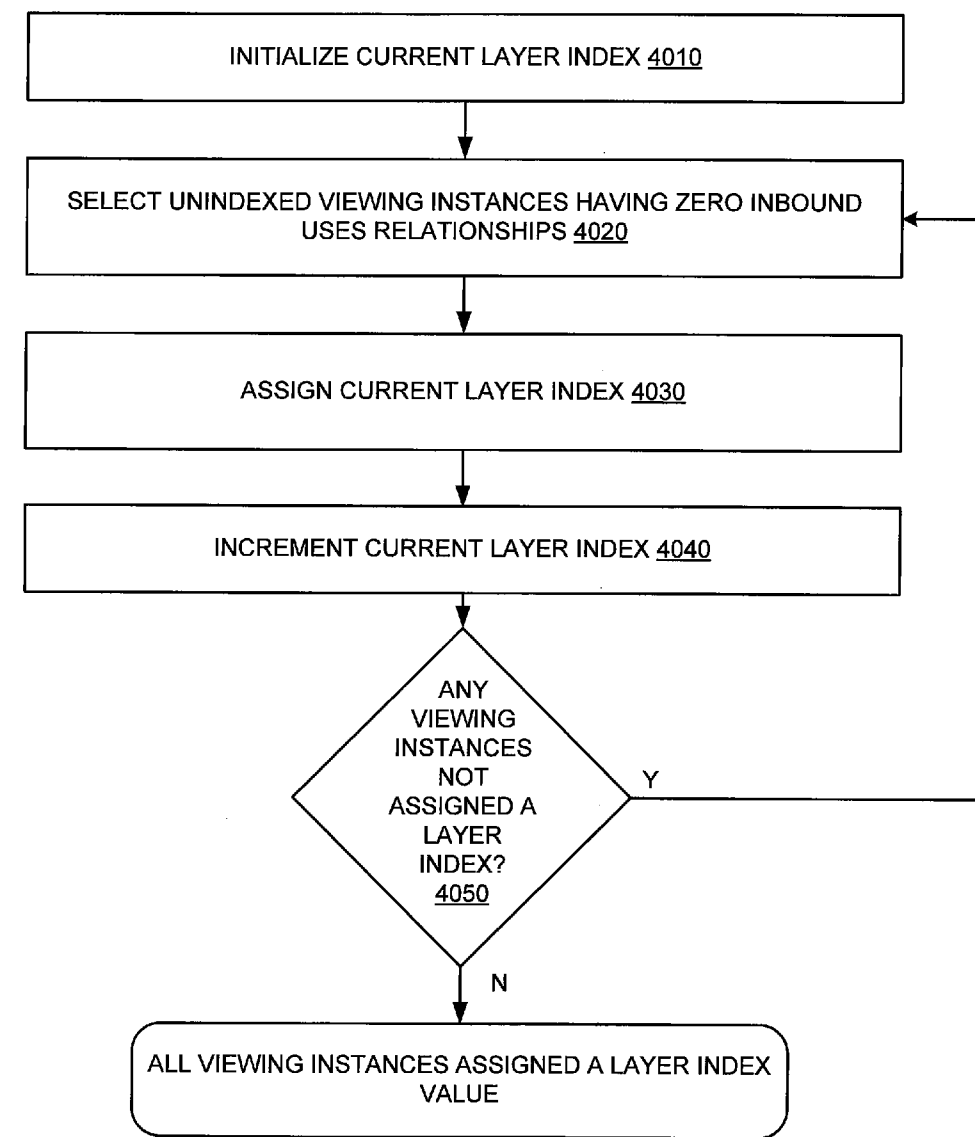 INITIALIZE CURRENT LAYER INDEX 4010
SELECT UNINDEXED VIEWING INSTANCES HAVING ZERO INBOUND
USES RELATIONSHIPS 4020
ASSIGN CURRENT LAYER INDEX 4030
INCREMENT CURRENT LAYER INDEX 4040
ANY
VIEWING
INSTANCES
NOT
ASSIGNED A
LAYER
INDEX?
4050
Y
N
ALL VIEWING INSTANCES ASSIGNED A LAYER INDEX
VALUE